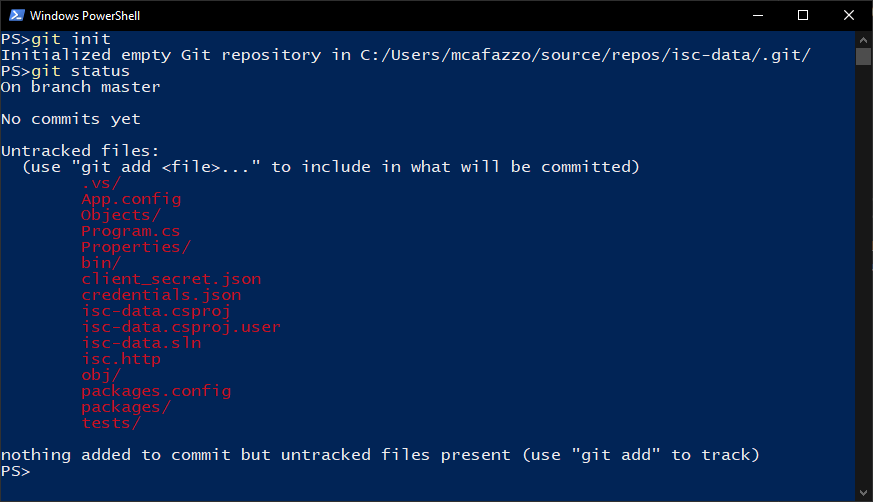 Windows PowerShell
PS>git init
Initialized empty Git repository in C:/Users/mcafazzo/source/repos/isc-data/.git/
PS>git status
On branch master
No commits yet
Untracked files:
(use "git add <file>..." to include in what will be committed)
.vs/
App.config
Objects/
Program.cs
Properties/
bin/
client_secret.json
credentials.json
isc-data.csproj
isc-data.csproj.user
isc-data.sln
isc.http
obj/
packages.config
packages/
tests/
nothing added to commit but untracked files present (use "git add" to track)
PS>